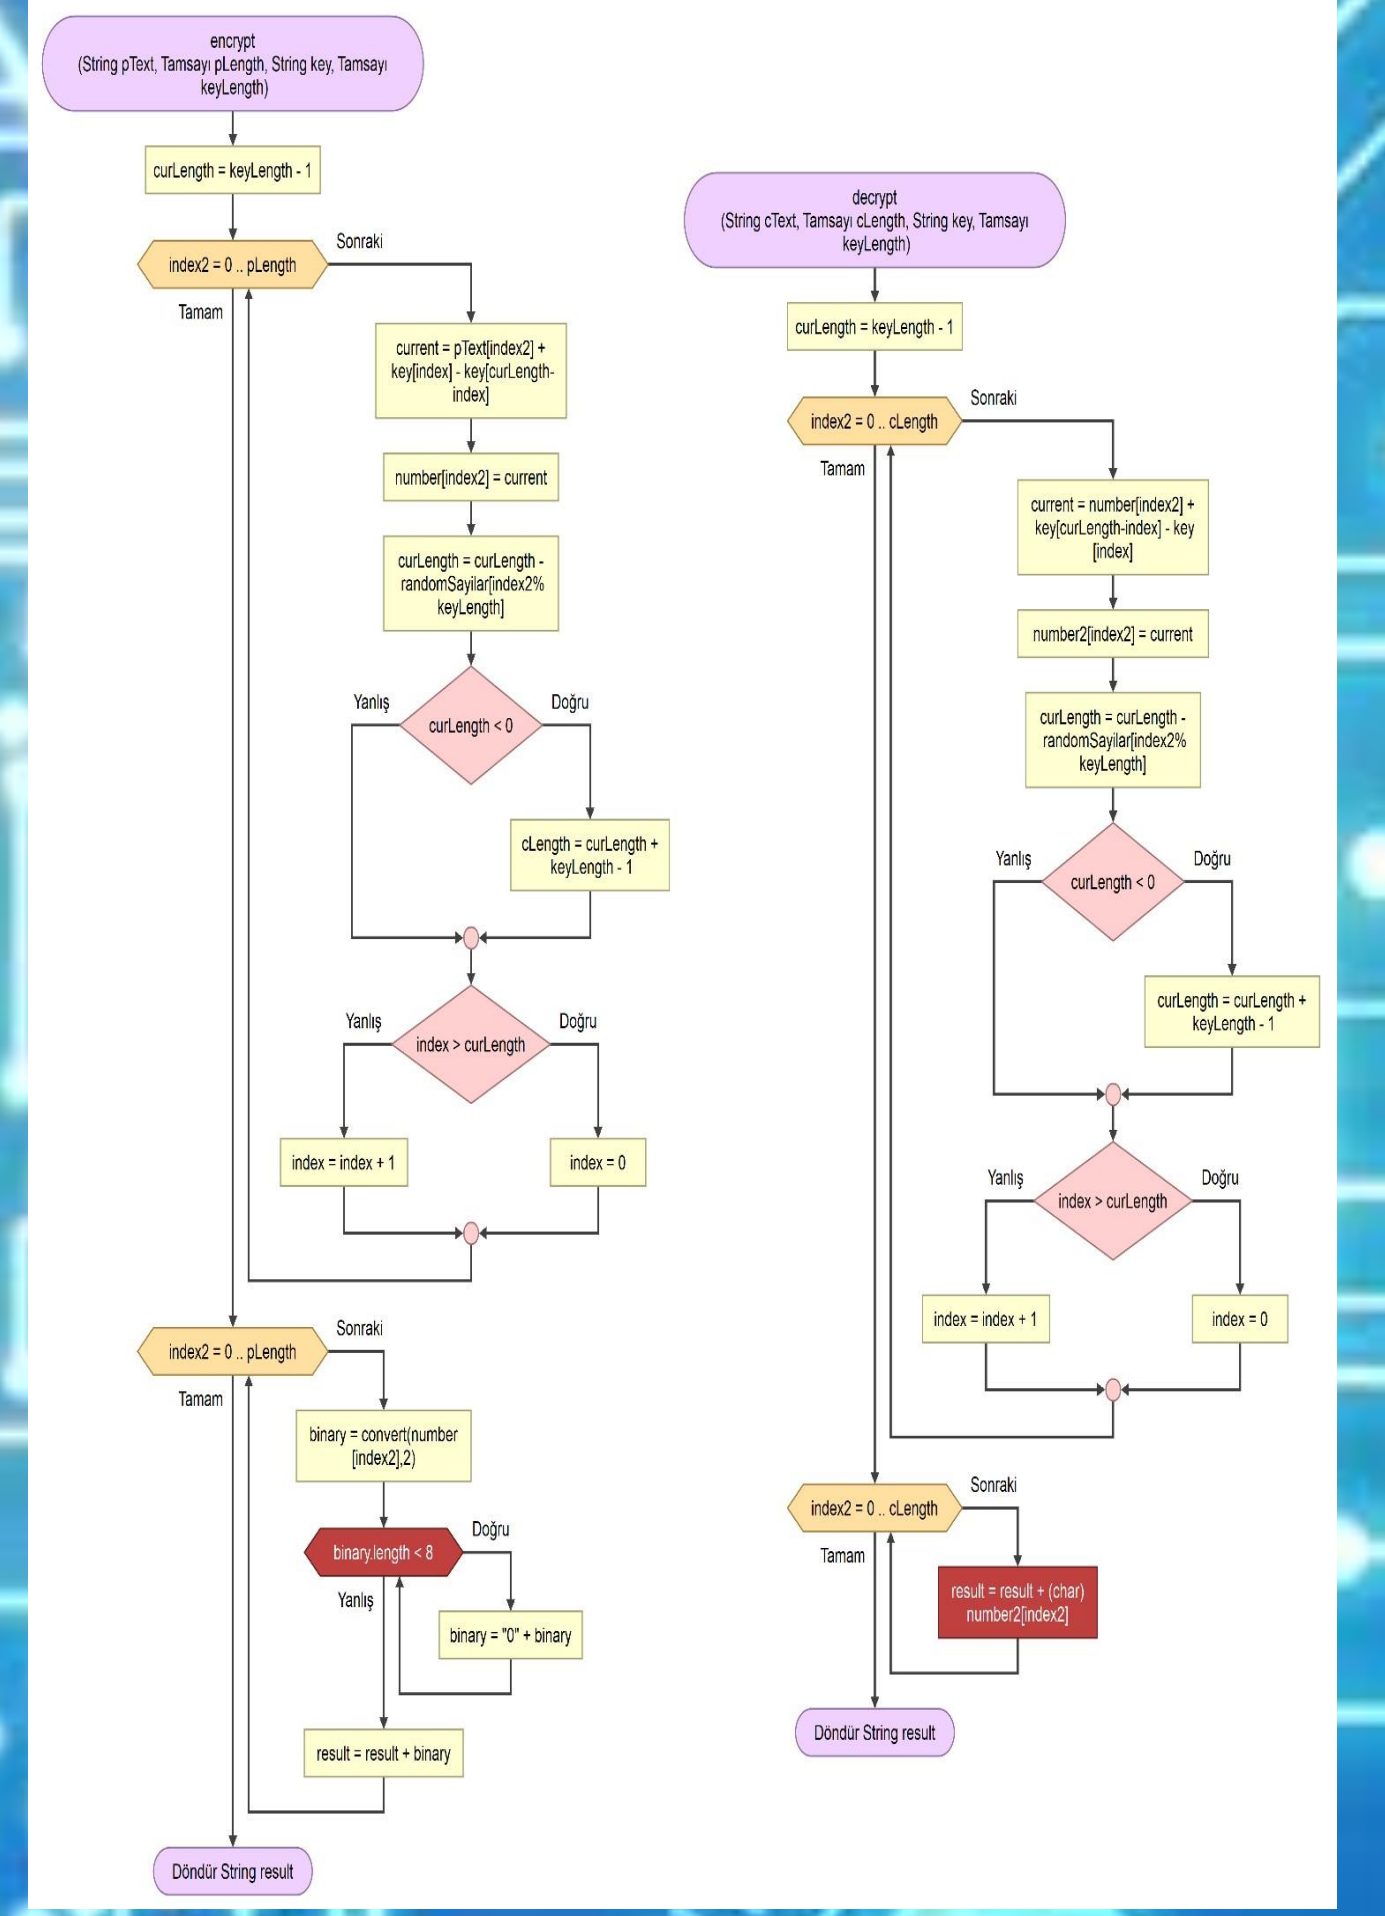 encrypt
(String pText, Tamsayı pLength, String key, Tamsayı
keyLength)
curLength = keyLength - 1
index2 = 0 .. pLength
Sonraki
Tamam
current = pText[index2] +
key[index] - key[curLength-
index]
number[index2] = current
curLength = curLength -
randomSayilar[index2%
keyLength]
Yanlış
Doğru
curLength < 0
cLength = curLength +
keyLength - 1
Yanlış
Doğru
index > curLength
index = index + 1
index = 0
index2 = 0 .. pLength
Sonraki
Tamam
binary = convert(number
[index2],2)
binary.length < 8
Doğru
Yanlış
binary = "0" + binary
result = result + binary
Döndür String result
decrypt
(String cText, Tamsayı cLength, String key, Tamsayı
keyLength)
curLength = keyLength - 1
index2 = 0 .. cLength
Sonraki
Tamam
current = number[index2] +
key[curLength-index] - key
[index]
number2[index2] = current
curLength = curLength -
randomSayilar[index2%
keyLength]
Yanlış
Doğru
curLength < 0
curLength = curLength +
keyLength - 1
Yanlış
Doğru
index > curLength
index = index + 1
index = 0
index2 = 0 .. cLength
Sonraki
Tamam
result = result + (char)
number2[index2]
Döndür String result